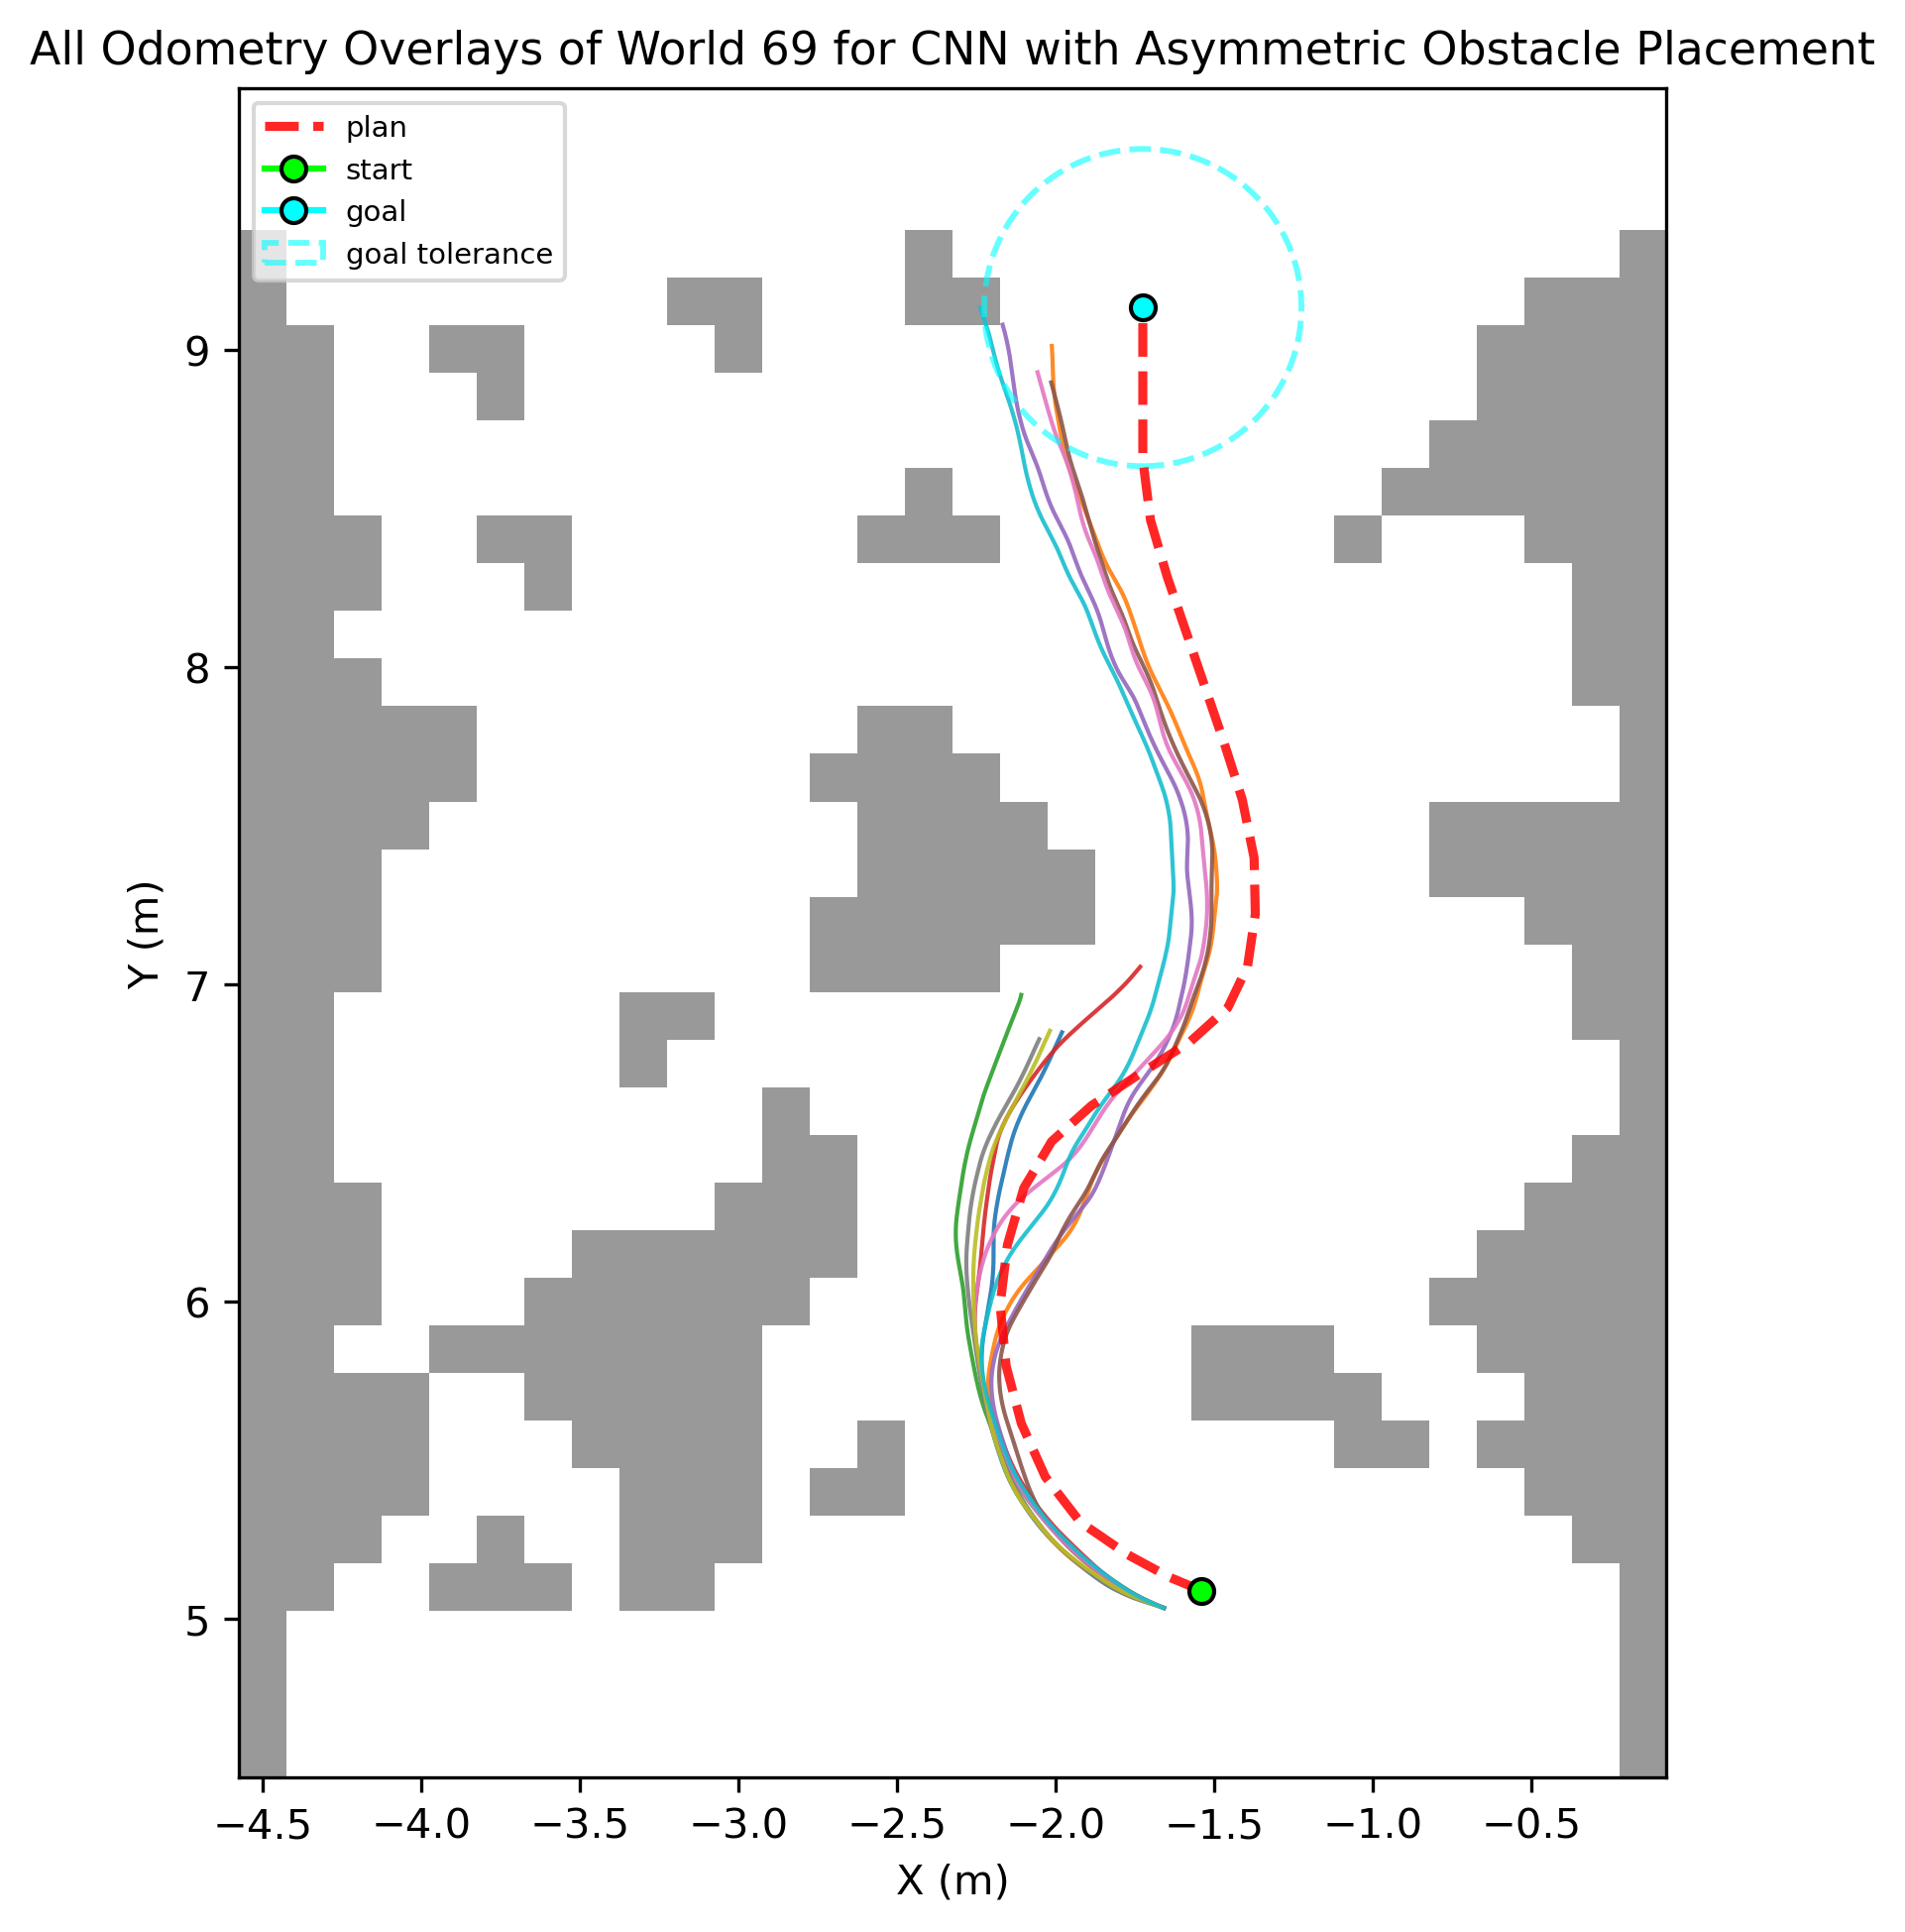 All Odometry Overlays of World 69 for CNN with Asymmetric Obstacle Placement
plan
start
goal
goal tolerance
9
8
7
6
5
Y (m)
−4.5 −4.0 −3.5 −3.0 −2.5 −2.0 −1.5 −1.0 −0.5
X (m)